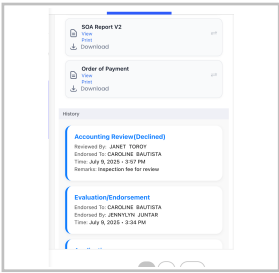 SOA Report V2
View
Print
Download
Order of Payment
View
Print
Download
History
Accounting Review(Declined)
Reviewed By: JANET TOROY
Endorsed To: CAROLINE BAUTISTA
Time: July 9, 2025 • 3:57 PM
Remarks: Inspection fee for review
Evaluation/Endorsement
Endorsed To: CAROLINE BAUTISTA
Endorsed By: JENNYLYN JUNTAR
Time: July 9, 2025 • 3:34 PM